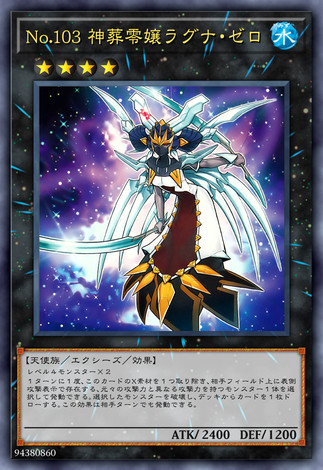 No.103 神葬零嬢ラグナ・ゼロ
水
【天使族／エクシーズ／効果】
レベル4モンスター×2
1ターンに1度、このカードのX素材を1つ取り除き、相手フィールド上に表側
攻撃表示で存在する、元々の攻撃力と異なる攻撃力を持つモンスター1体を選
択して発動できる。選択したモンスターを破壊し、デッキからカードを1枚ド
ローする。この効果は相手ターンでも発動できる。
ATK/ 2400 DEF/1200
94380860